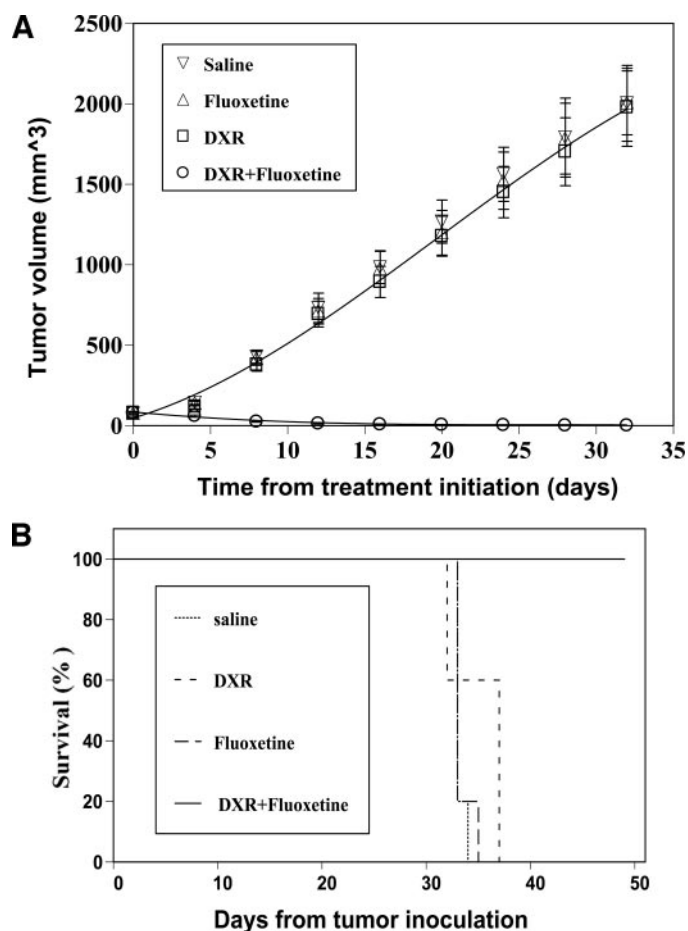 A
Tumor volume (mm^3)
2500
2000
1500
1000
500
0
Saline
Fluoxetine
DXR
DXR+Fluoxetine
0 5 10 15 20 25 30 35
Time from treatment initiation (days)
B
Survival (%)
100
80
60
40
20
0
saline
DXR
Fluoxetine
DXR+Fluoxetine
0 10 20 30 40 50
Days from tumor inoculation